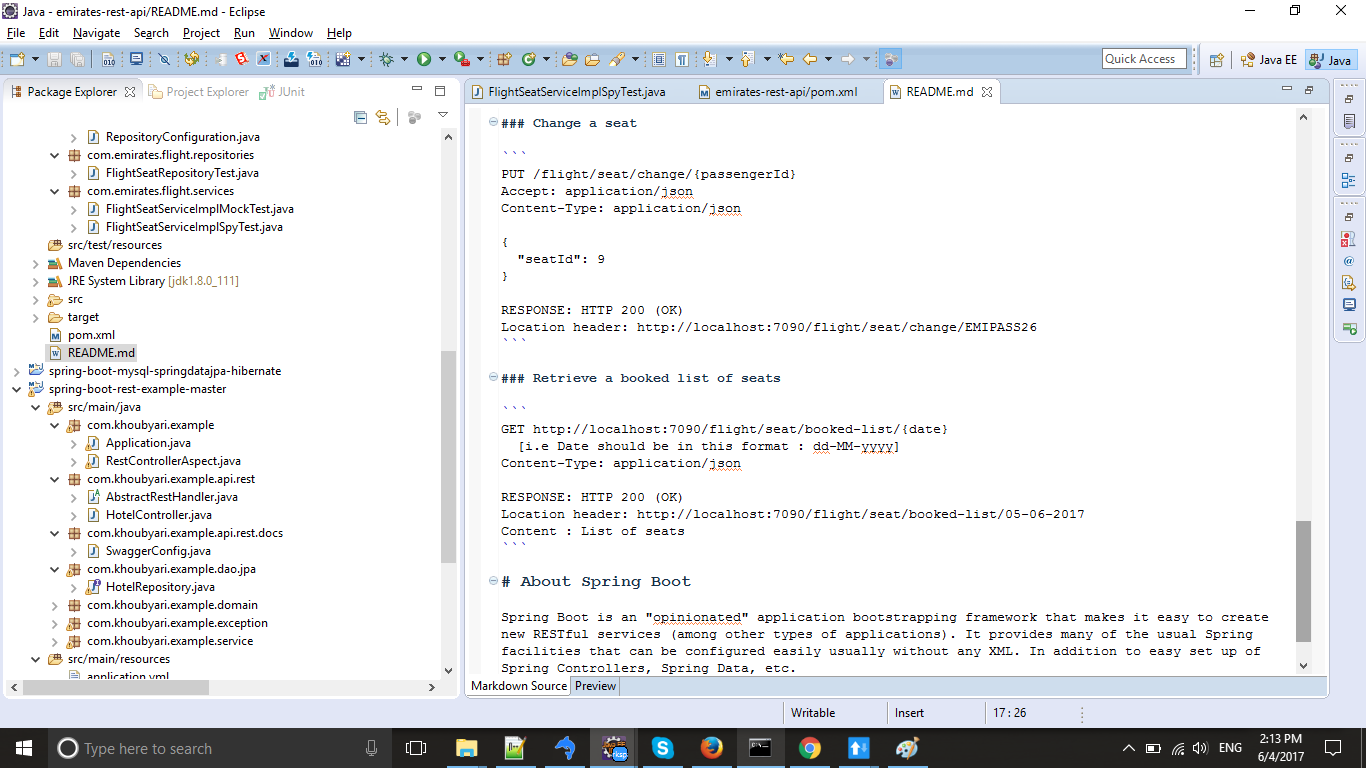 Java - emirates-rest-api/README.md - Eclipse
File Edit Navigate Search Project Run Window Help
Quick Access
Java EE
Java
Package Explorer
Project Explorer
JUnit
RepositoryConfiguration.java
com.emirates.flight.repositories
FlightSeatRepositoryTest.java
com.emirates.flight.services
FlightSeatServiceImplMockTest.java
FlightSeatServiceImplSpyTest.java
src/test/resources
Maven Dependencies
JRE System Library [jdk1.8.0_111]
src
target
pom.xml
README.md
spring-boot-mysql-springdatajpa-hibernate
spring-boot-rest-example-master
src/main/java
com.khoubyari.example
Application.java
RestControllerAspect.java
com.khoubyari.example.api.rest
AbstractRestHandler.java
HotelController.java
com.khoubyari.example.api.rest.docs
SwaggerConfig.java
com.khoubyari.example.dao.jpa
HotelRepository.java
com.khoubyari.example.domain
com.khoubyari.example.exception
com.khoubyari.example.service
src/main/resources
application.yml
FlightSeatServiceImplSpyTest.java
emirates-rest-api/pom.xml
README.md
### Change a seat
```
PUT /flight/seat/change/{passengerId}
Accept: application/json
Content-Type: application/json
{
"seatId": 9
}
RESPONSE: HTTP 200 (OK)
Location header: http://localhost:7090/flight/seat/change/EMIPASS26
```
### Retrieve a booked list of seats
```
GET http://localhost:7090/flight/seat/booked-list/{date}
[i.e Date should be in this format : dd-MM-yyyy]
Content-Type: application/json
RESPONSE: HTTP 200 (OK)
Location header: http://localhost:7090/flight/seat/booked-list/05-06-2017
Content : List of seats
```
# About Spring Boot
Spring Boot is an "opinionated" application bootstrapping framework that makes it easy to create
new RESTful services (among other types of applications). It provides many of the usual Spring
facilities that can be configured easily usually without any XML. In addition to easy set up of
Spring Controllers, Spring Data, etc.
Markdown Source
Preview
Writable
Insert
17 : 26
Type here to search
ENG
2:13 PM
6/4/2017